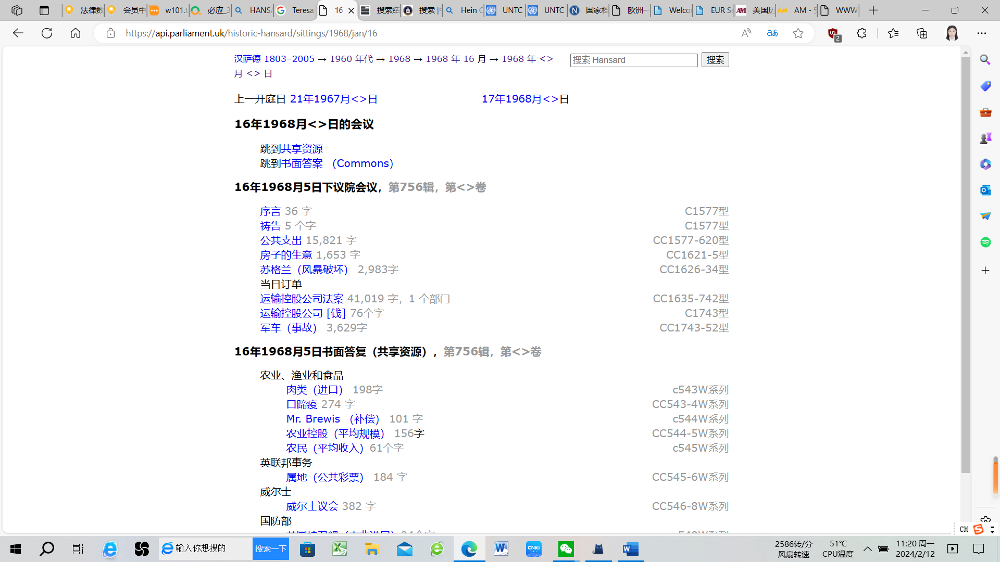 法律数
会员中
w101.t
必应_3
HANSA
Teresa
16
搜索结
搜索 | 中
Hein C
UNTC
UNTC
国家档
欧洲一
Welco
EUR Se
美国历
AM - 
WWW
https://api.parliament.uk/historic-hansard/sittings/1968/jan/16
2
汉萨德 1803–2005 → 1960 年代 → 1968 → 1968 年 16 月 → 1968 年 <>
月 <> 日
搜索 Hansard
搜索
上一开庭日 21年1967月<>日
17年1968月<>日
16年1968月<>日的会议
跳到共享资源
跳到书面答案 （Commons）
16年1968月5日下议院会议，第756辑，第<>卷
序言 36 字 C1577型
祷告 5 个字 C1577型
公共支出 15,821 字 CC1577-620型
房子的生意 1,653 字 CC1621-5型
苏格兰（风暴破坏） 2,983字 CC1626-34型
当日订单
运输控股公司法案 41,019 字，1 个部门 CC1635-742型
运输控股公司 [钱] 76个字 C1743型
军车（事故） 3,629字 CC1743-52型
16年1968月5日书面答复（共享资源），第756辑，第<>卷
农业、渔业和食品
肉类（进口） 198字 c543W系列
口蹄疫 274 字 CC543-4W系列
Mr. Brewis （补偿） 101 字 c544W系列
农业控股（平均规模） 156字 CC544-5W系列
农民（平均收入）61个字 c545W系列
英联邦事务
属地（公共彩票） 184 字 CC545-6W系列
威尔士
威尔士议会 382 字 CC546-8W系列
国防部
CH
输入你想搜的
搜索一下
CNKI
2586转/分
风扇转速
51℃
CPU温度
11:20 周一
2024/2/12